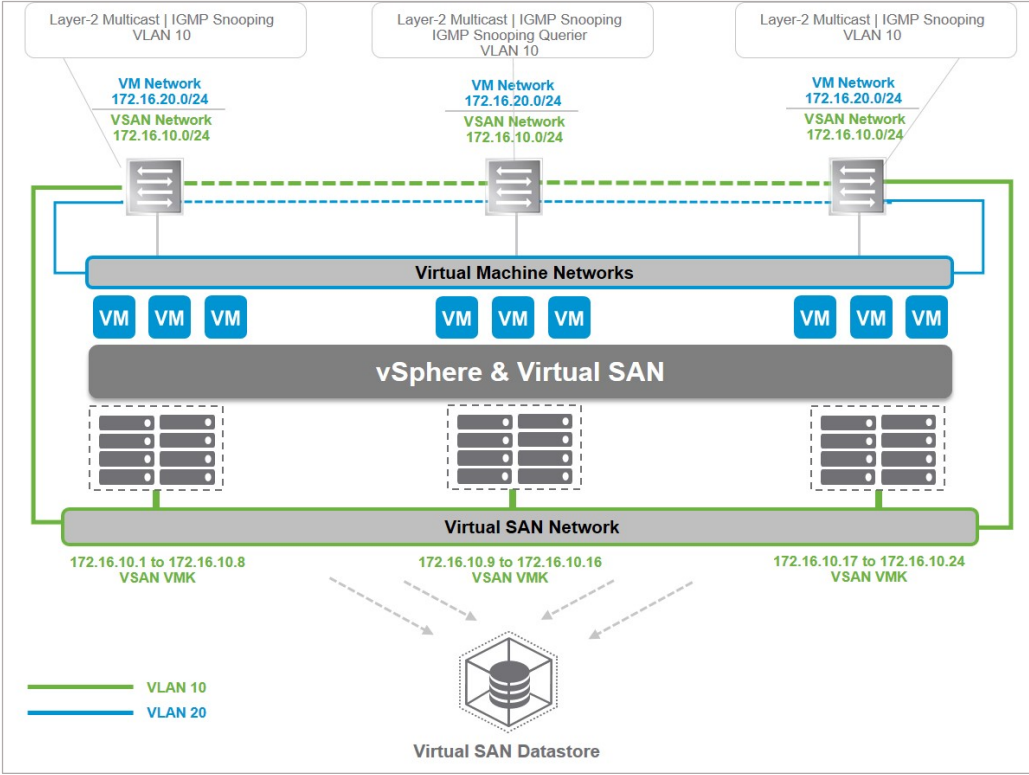 Layer-2 Multicast | IGMP Snooping
VLAN 10
Layer-2 Multicast | IGMP Snooping
IGMP Snooping Querier
VLAN 10
Layer-2 Multicast | IGMP Snooping
VLAN 10
VM Network
172.16.20.0/24
VSAN Network
172.16.10.0/24
VM Network
172.16.20.0/24
VSAN Network
172.16.10.0/24
VM Network
172.16.20.0/24
VSAN Network
172.16.10.0/24
Virtual Machine Networks
VM VM VM VM VM VM VM VM VM
vSphere & Virtual SAN
Virtual SAN Network
172.16.10.1 to 172.16.10.8
VSAN VMK
172.16.10.9 to 172.16.10.16
VSAN VMK
172.16.10.17 to 172.16.10.24
VSAN VMK
VLAN 10
VLAN 20
Virtual SAN Datastore